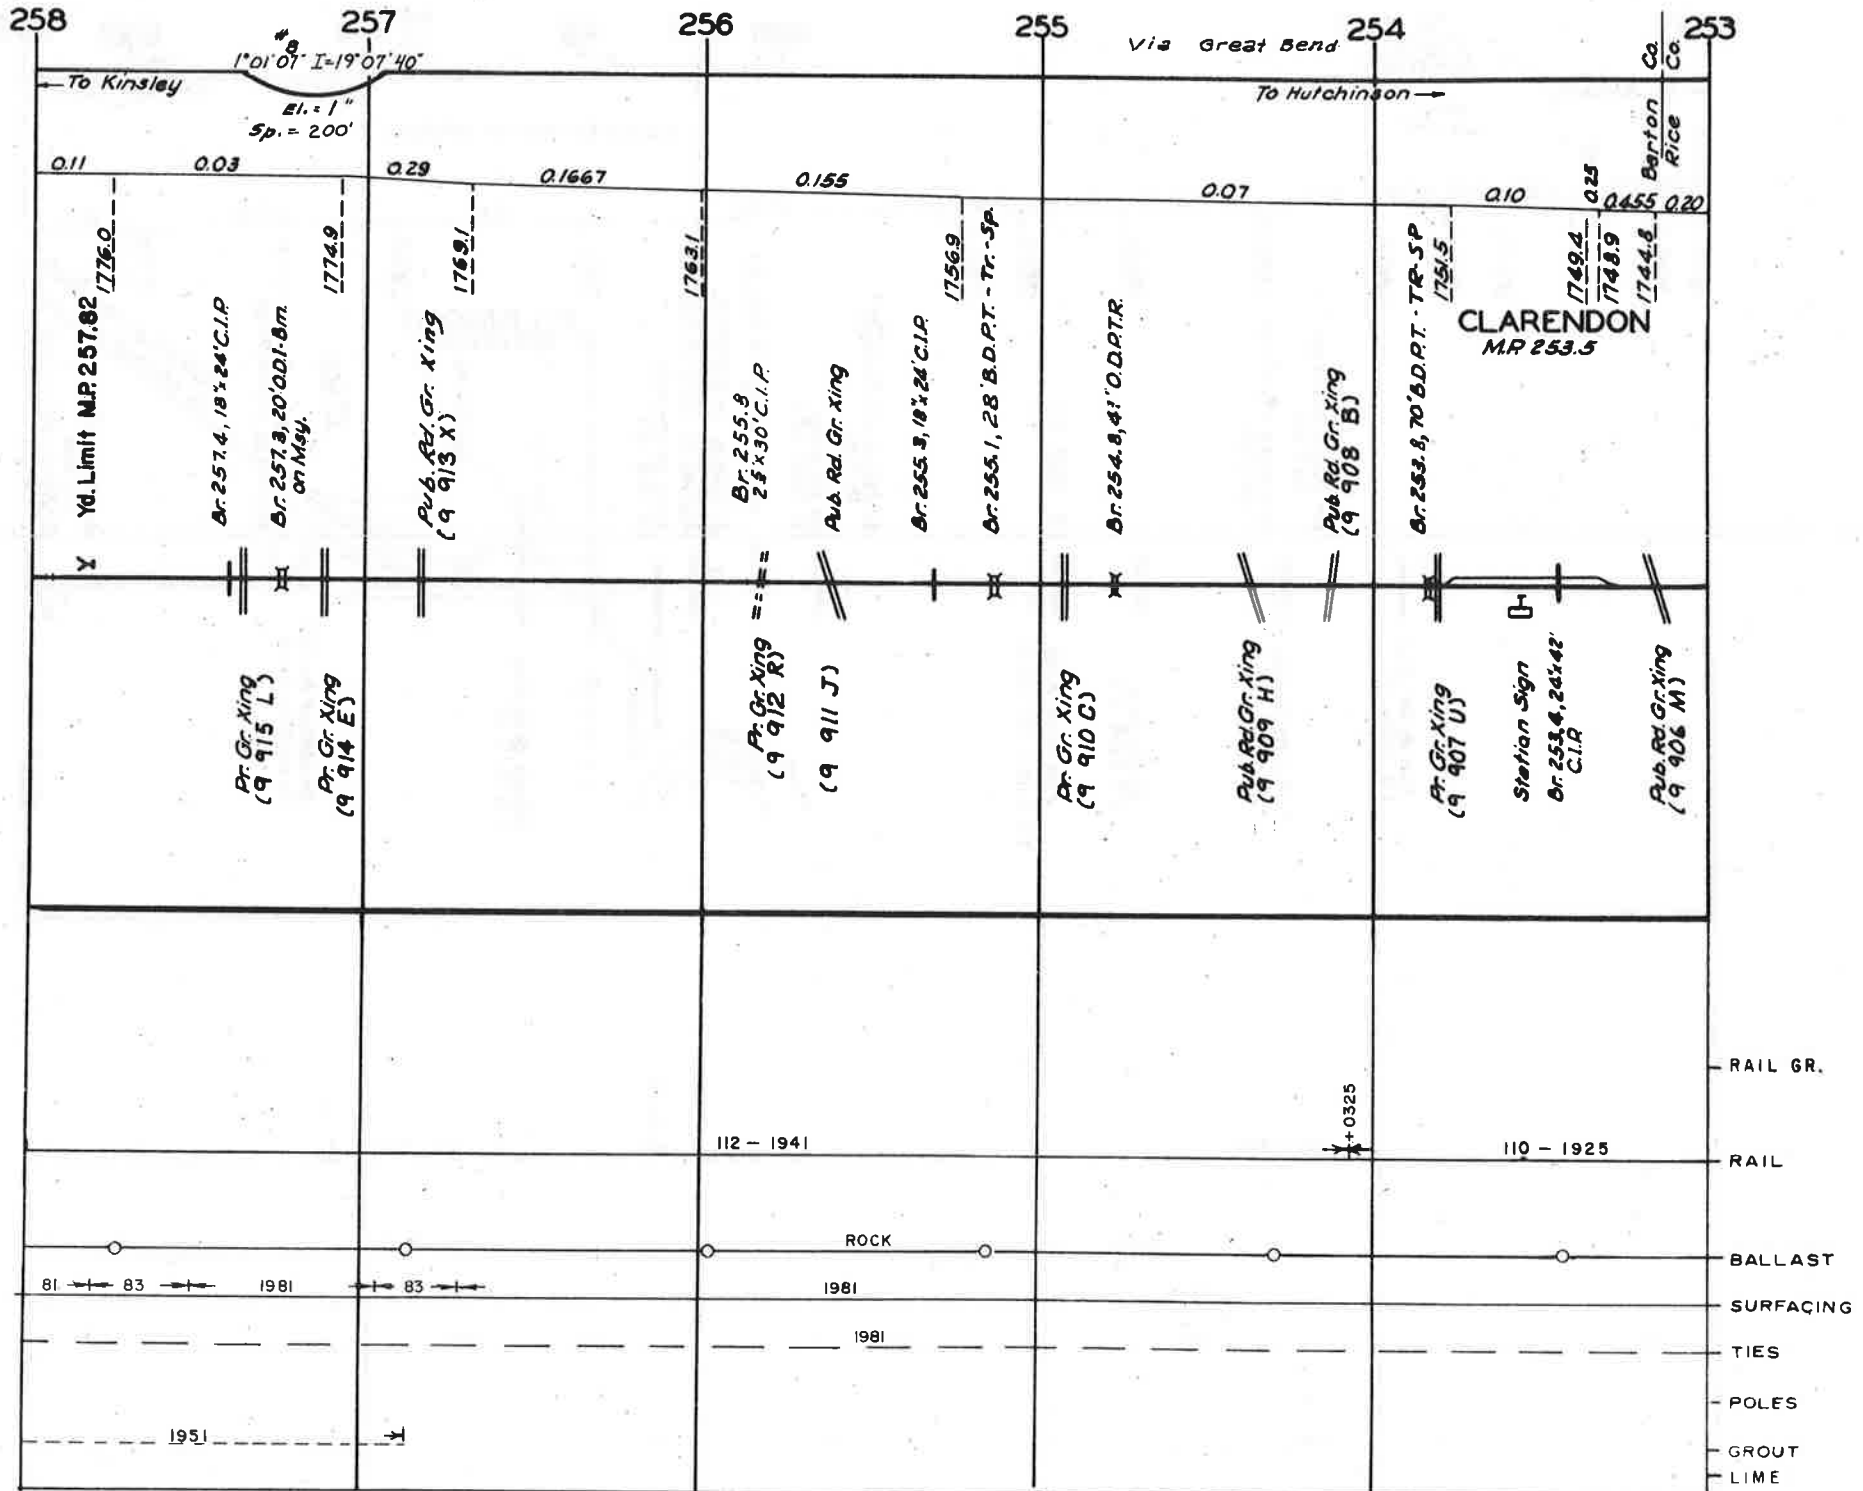 258
257
256
255
254
253
#8
1°01'07" I=19°07'40"
El. = 1"
Sp. = 200'
← To Kinsley
Via Great Bend
To Hutchinson →
Barton Co.
Rice Co.
0.11
0.03
0.29
0.1667
0.155
0.07
0.10
0.25
0.455
0.20
1776.0
1774.9
1769.1
1763.1
1756.9
1751.5
1749.4
1748.9
1744.8
CLARENDON
M.P. 253.5
Y Yd. Limit M.P. 257.82
Br. 257.4, 18"x24' C.I.P.
Br. 257.3, 20' O.D.I-Bm.
on Msy.
Pub. Rd. Gr. Xing
(9 913 X)
Br. 255.8
Pub. Rd. Gr. Xing
Br. 255.3, 18"x24' C.I.P.
Br. 255.1, 28' B.D.P.T. - Tr. - Sp.
Br. 254.8, 41' O.D.P.T.R.
Pub. Rd. Gr. Xing
(9 908 B)
Br. 253.8, 70' B.D.P.T. - TR-SP
Pr. Gr. Xing
(9 915 L)
Pr. Gr. Xing
(9 914 E)
Pr. Gr. Xing
(9 912 R)
(9 911 J)
Pr. Gr. Xing
(9 910 C)
Pub. Rd. Gr. Xing
(9 909 H)
Pr. Gr. Xing
(9 907 U)
Station Sign
Br. 253.4, 24"x42'
C.I.P.
Pub. Rd. Gr. Xing
(9 906 M)
RAIL GR.
112 - 1941
+0325
110 - 1925
RAIL
ROCK
BALLAST
81
83
1981
83
1981
SURFACING
1981
TIES
POLES
1951
GROUT
LIME